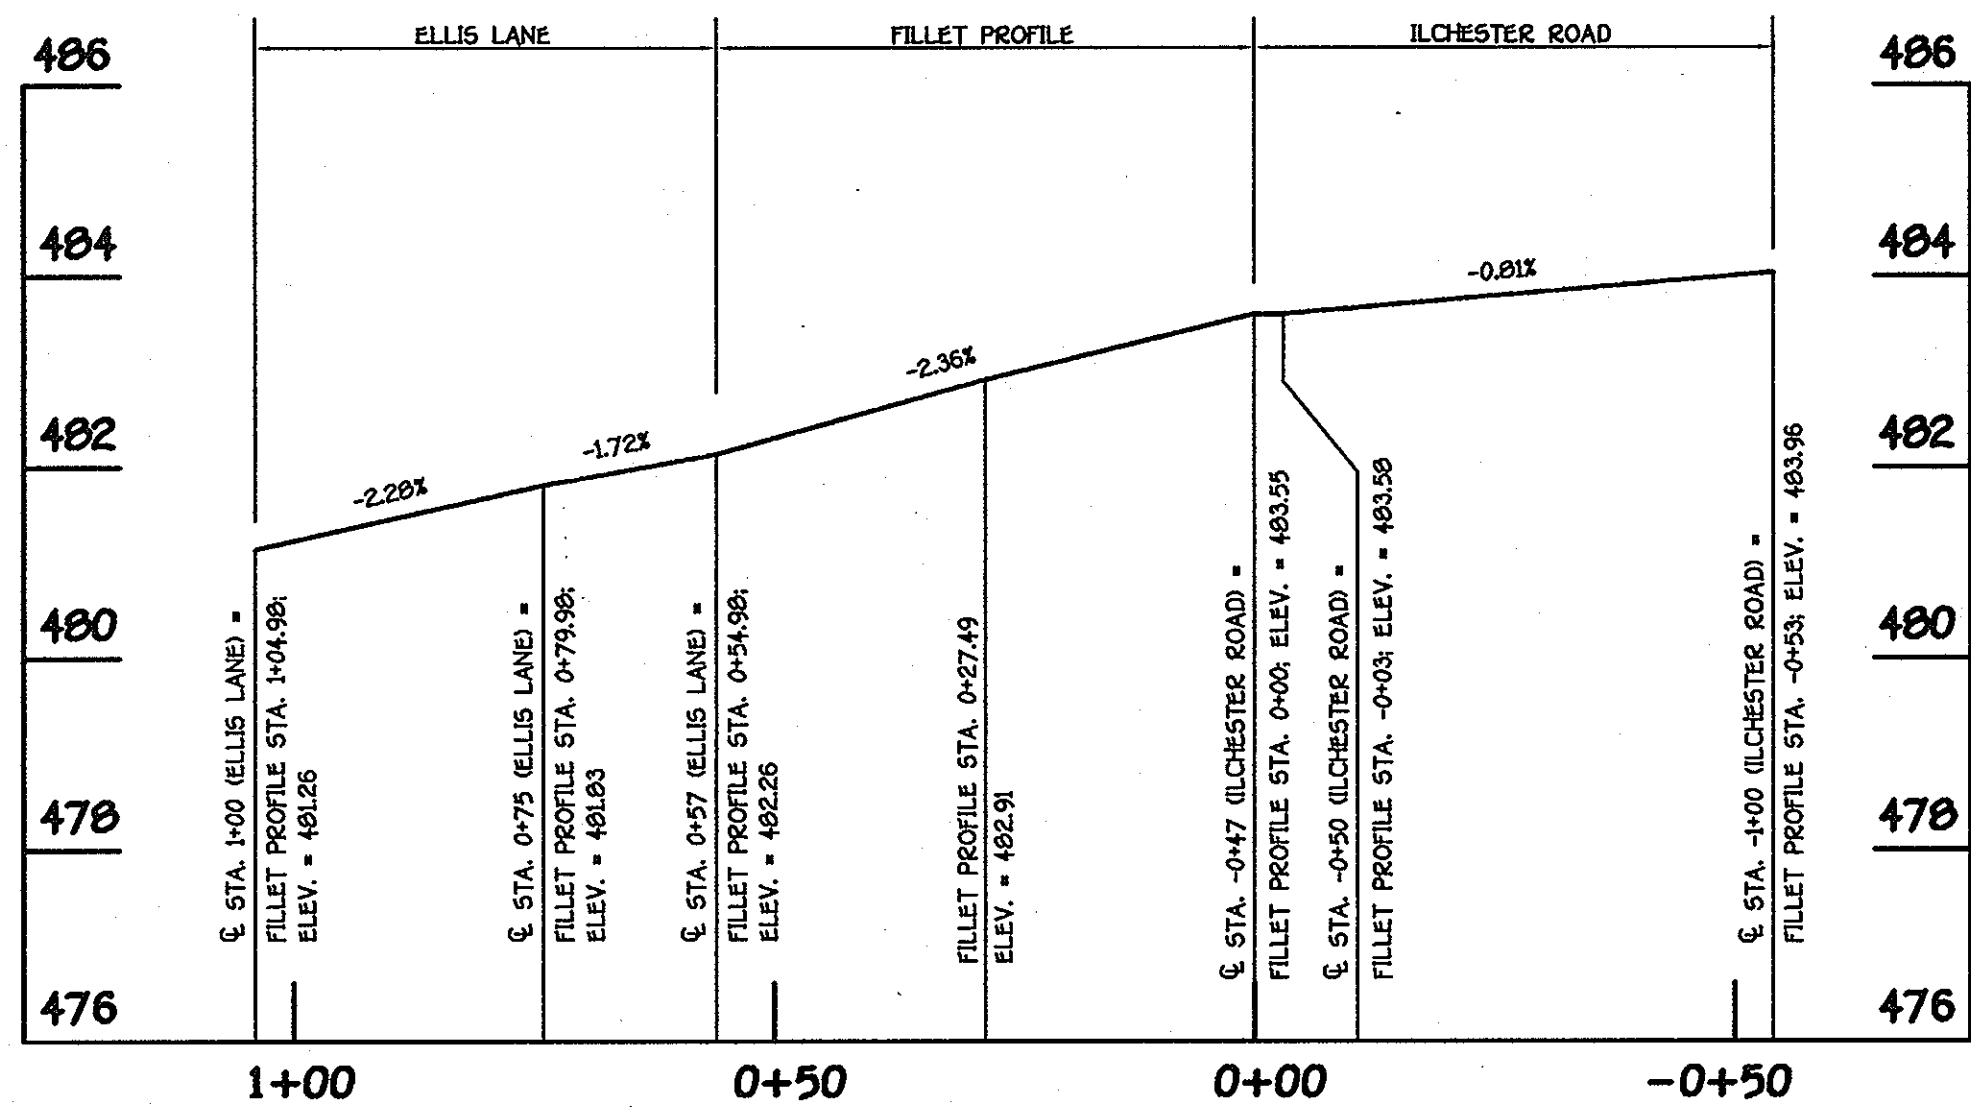 ELLIS LANE
FILLET PROFILE
ILCHESTER ROAD
486
486
484
484
482
482
480
480
478
478
476
476
-2.28%
-1.72%
-2.36%
-0.81%
℄ STA. 1+00 (ELLIS LANE) =
FILLET PROFILE STA. 1+04.98;
ELEV. = 481.26
℄ STA. 0+75 (ELLIS LANE) =
FILLET PROFILE STA. 0+79.98;
ELEV. = 481.83
℄ STA. 0+57 (ELLIS LANE) =
FILLET PROFILE STA. 0+54.98;
ELEV. = 482.26
FILLET PROFILE STA. 0+27.49
ELEV. = 482.91
℄ STA. -0+47 (ILCHESTER ROAD) =
FILLET PROFILE STA. 0+00; ELEV. = 483.55
℄ STA. -0+50 (ILCHESTER ROAD) =
FILLET PROFILE STA. -0+03; ELEV. = 483.58
℄ STA. -1+00 (ILCHESTER ROAD) =
FILLET PROFILE STA. -0+53; ELEV. = 483.96
1+00
0+50
0+00
-0+50